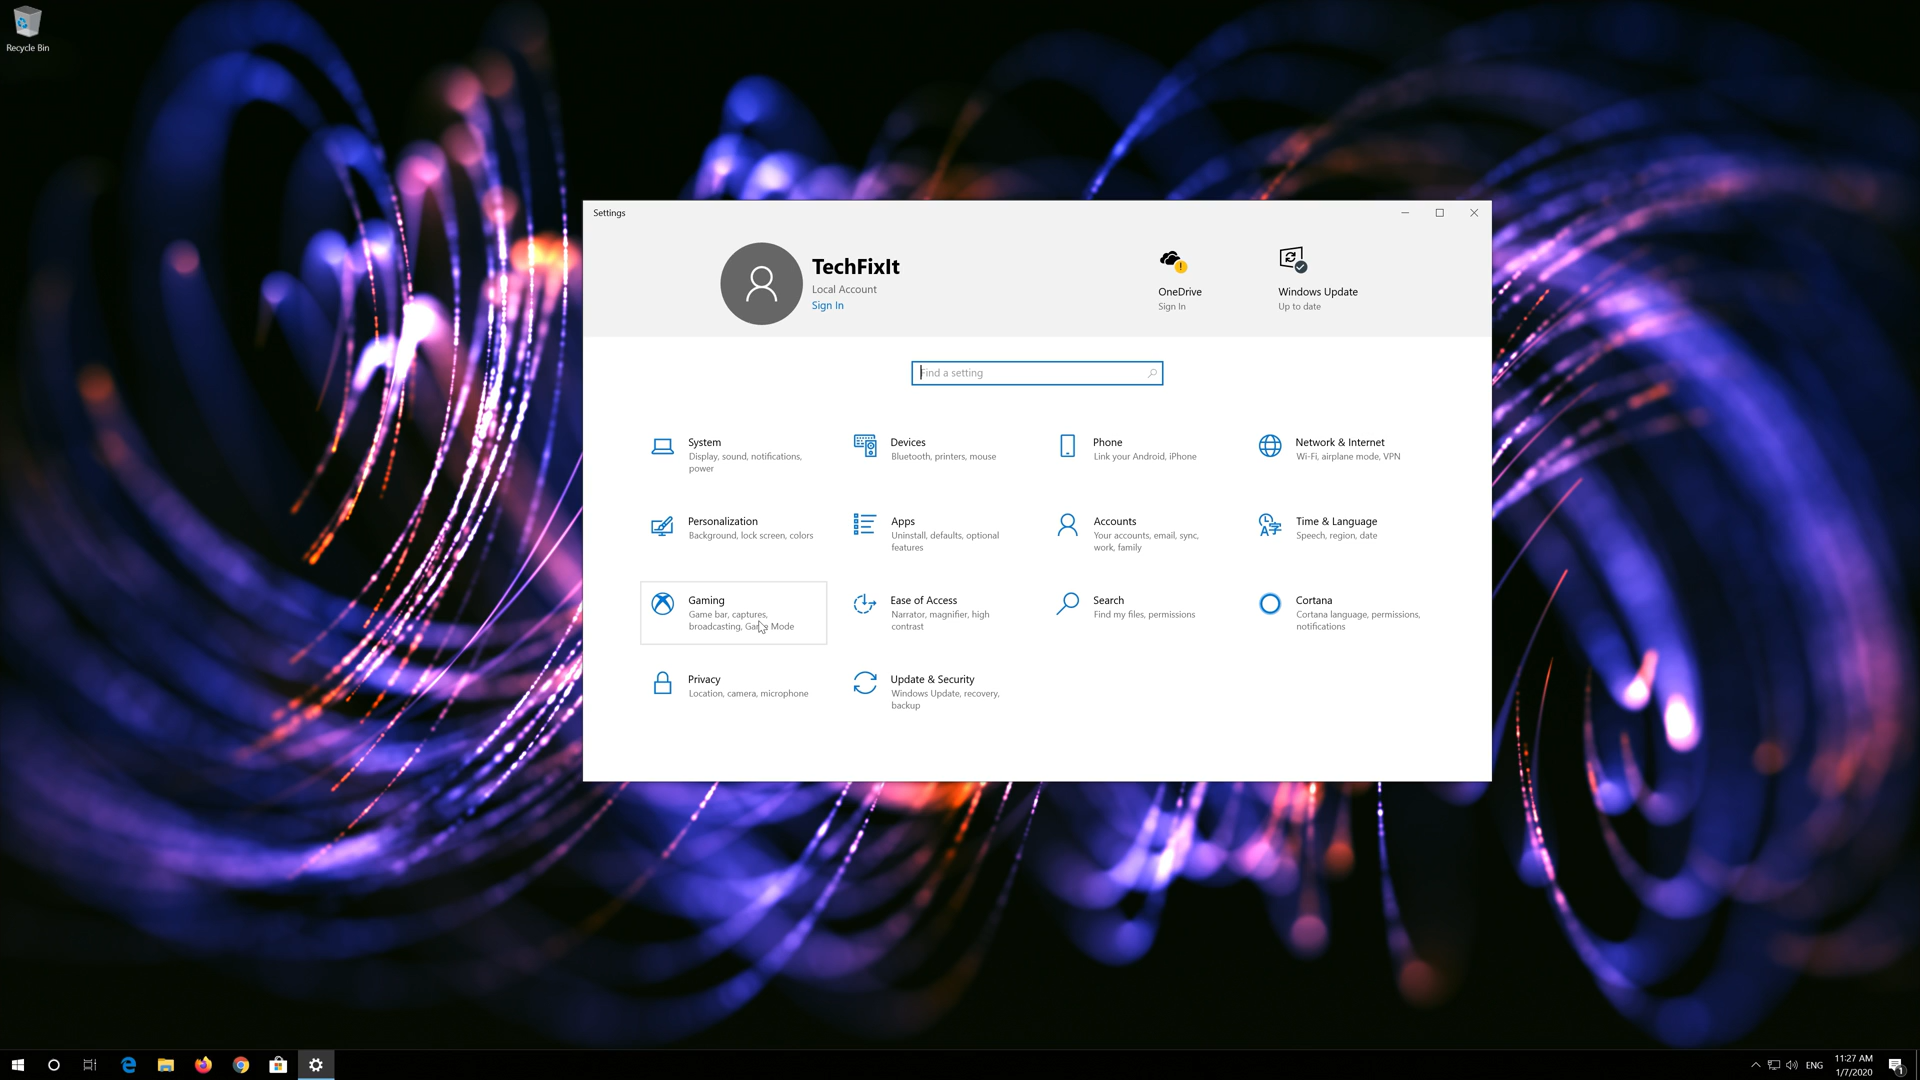 Recycle Bin
Settings
TechFixIt
Local Account
Sign In
OneDrive
Sign In
Windows Update
Up to date
Find a setting
System
Display, sound, notifications,
power
Devices
Bluetooth, printers, mouse
Phone
Link your Android, iPhone
Network & Internet
Wi-Fi, airplane mode, VPN
Personalization
Background, lock screen, colors
Apps
Uninstall, defaults, optional
features
Accounts
Your accounts, email, sync,
work, family
Time & Language
Speech, region, date
Gaming
Game bar, captures,
broadcasting, Game Mode
Ease of Access
Narrator, magnifier, high
contrast
Search
Find my files, permissions
Cortana
Cortana language, permissions,
notifications
Privacy
Location, camera, microphone
Update & Security
Windows Update, recovery,
backup
ENG
11:27 AM
1/7/2020
1